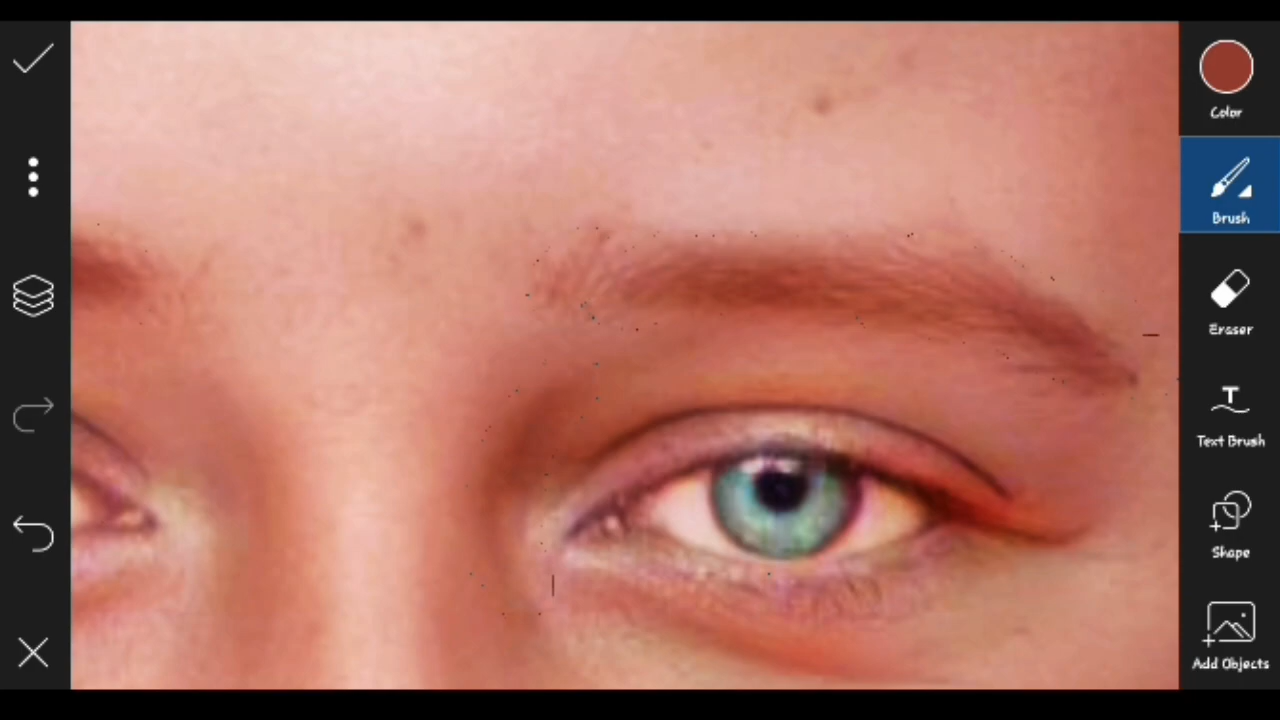 Color
Brush
Eraser
Text Brush
Shape
Add Objects